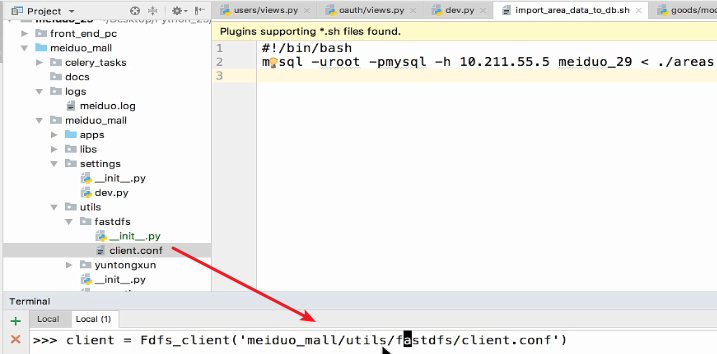 Project
users/views.py
oauth/views.py
dev.py
import_area_data_to_db.sh
front_end_pc
meiduo_mall
celery_tasks
docs
logs
meiduo.log
meiduo_mall
apps
libs
settings
__init__.py
dev.py
utils
fastdfs
__init__.py
client.conf
yuntongxun
__init__.py
Plugins supporting *.sh files found.
1 #!/bin/bash
2 mysql -uroot -pmysql -h 10.211.55.5 meiduo_29 < ./areas
3
Terminal
Local Local (1)
>>> client = Fdfs_client('meiduo_mall/utils/fastdfs/client.conf')